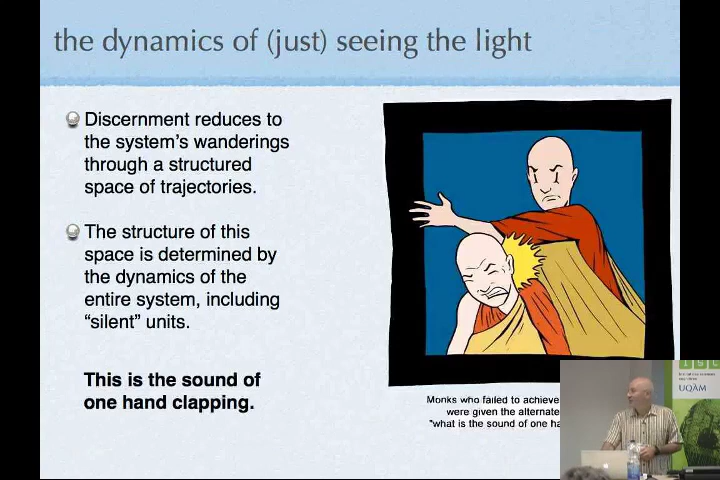 the dynamics of (just) seeing the light
Discernment reduces to
the system's wanderings
through a structured
space of trajectories.
The structure of this
space is determined by
the dynamics of the
entire system, including
“silent” units.
This is the sound of
one hand clapping.
Monks who failed to achieve
were given the alternate
"what is the sound of one
UQÀM